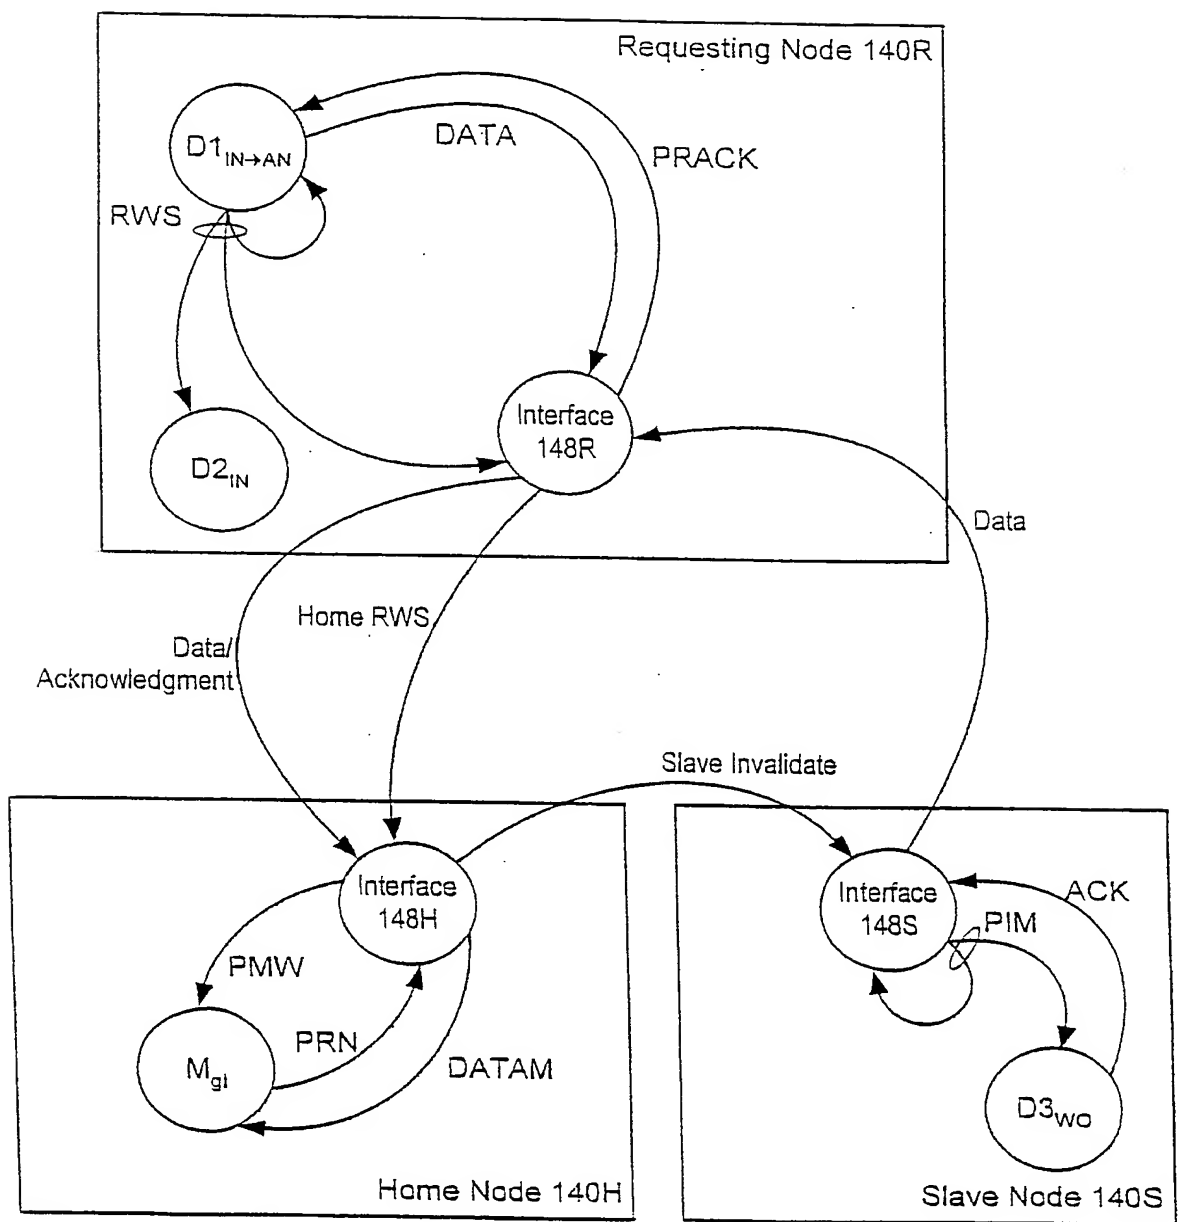 Requesting Node 140R
D1IN→AN
DATA
PRACK
RWS
Interface
148R
D2IN
Data
Home RWS
Data/
Acknowledgment
Slave Invalidate
Interface
148H
Interface
148S
ACK
PIM
PMW
PRN
Mgi
DATAM
D3WO
Home Node 140H
Slave Node 140S